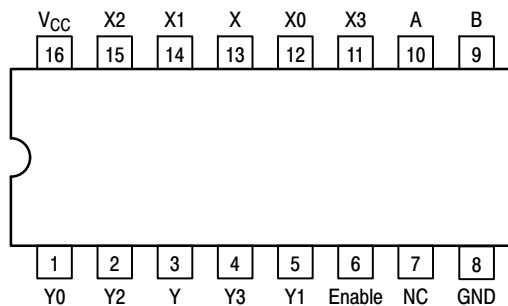 V_CC X2 X1 X X0 X3 A B
16 15 14 13 12 11 10 9
1 2 3 4 5 6 7 8
Y0 Y2 Y Y3 Y1 Enable NC GND